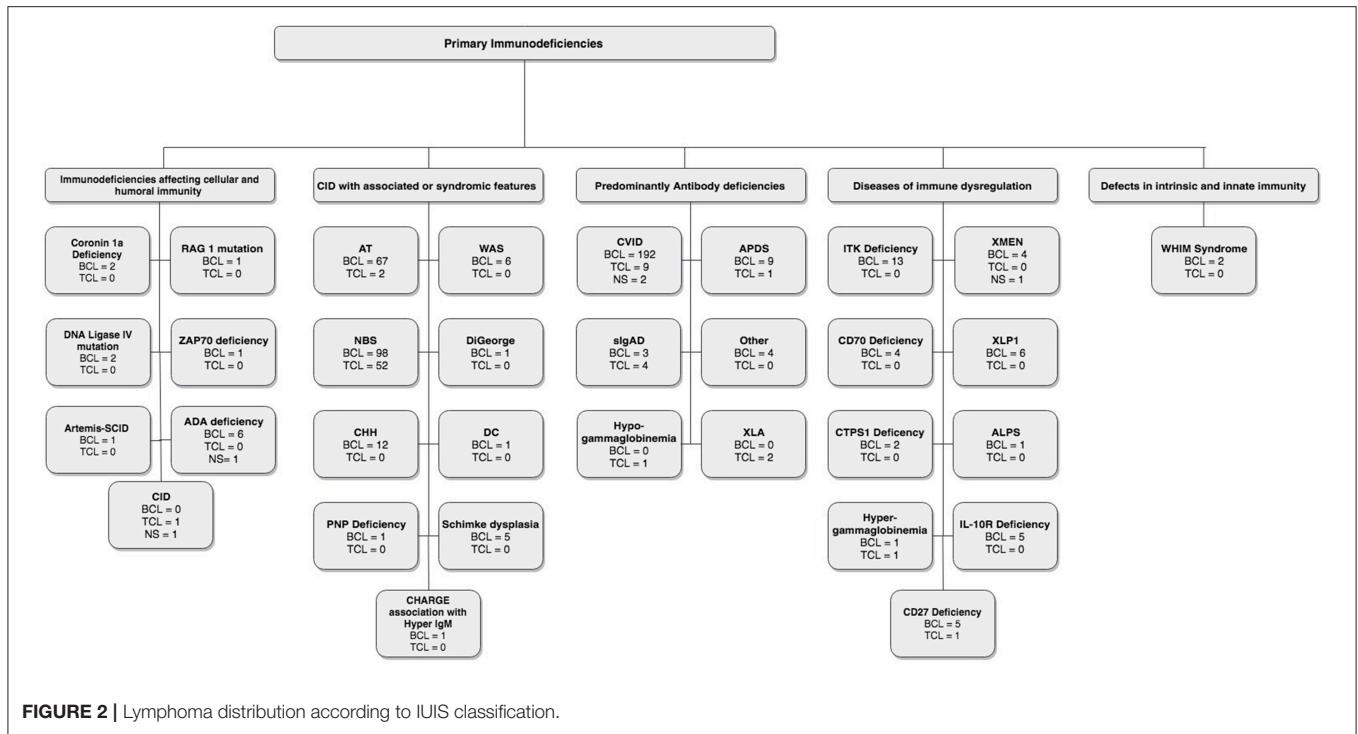 Primary Immunodeficiencies
Immunodeficiencies affecting cellular and
humoral immunity
Coronin 1a
Deficiency
BCL = 2
TCL = 0
RAG 1 mutation
BCL = 1
TCL = 0
DNA Ligase IV
mutation
BCL = 2
TCL = 0
ZAP70 deficiency
BCL = 1
TCL = 0
Artemis-SCID
BCL = 1
TCL = 0
ADA deficiency
BCL = 6
TCL = 0
NS= 1
CID
BCL = 0
TCL = 1
NS = 1
CID with associated or syndromic features
AT
BCL = 67
TCL = 2
WAS
BCL = 6
TCL = 0
NBS
BCL = 98
TCL = 52
DiGeorge
BCL = 1
TCL = 0
CHH
BCL = 12
TCL = 0
DC
BCL = 1
TCL = 0
PNP Deficiency
BCL = 1
TCL = 0
Schimke dysplasia
BCL = 5
TCL = 0
CHARGE
association with
Hyper IgM
BCL = 1
TCL = 0
Predominantly Antibody deficiencies
CVID
BCL = 192
TCL = 9
NS = 2
APDS
BCL = 9
TCL = 1
sIgAD
BCL = 3
TCL = 4
Other
BCL = 4
TCL = 0
Hypo-
gammaglobinemia
BCL = 0
TCL = 1
XLA
BCL = 0
TCL = 2
Diseases of immune dysregulation
ITK Deficiency
BCL = 13
TCL = 0
XMEN
BCL = 4
TCL = 0
NS = 1
CD70 Deficiency
BCL = 4
TCL = 0
XLP1
BCL = 6
TCL = 0
CTPS1 Deficency
BCL = 2
TCL = 0
ALPS
BCL = 1
TCL = 0
Hyper-
gammaglobinemia
BCL = 1
TCL = 1
IL-10R Deficiency
BCL = 5
TCL = 0
CD27 Deficiency
BCL = 5
TCL = 1
Defects in intrinsic and innate immunity
WHIM Syndrome
BCL = 2
TCL = 0
FIGURE 2 | Lymphoma distribution according to IUIS classification.